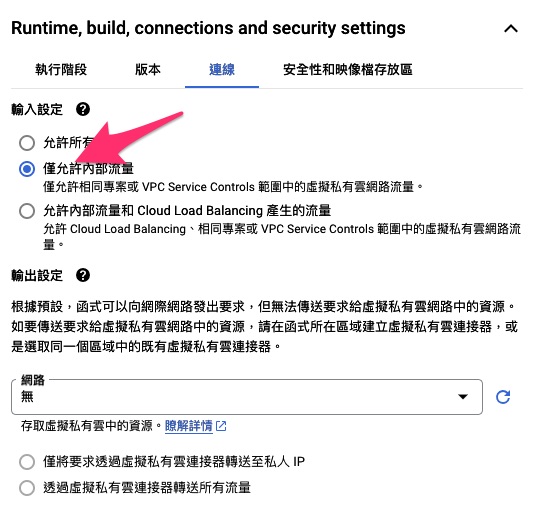 Runtime, build, connections and security settings
執行階段
版本
連線
安全性和映像檔存放區
輸入設定
允許所有
僅允許內部流量
僅允許相同專案或 VPC Service Controls 範圍中的虛擬私有雲網路流量。
允許內部流量和 Cloud Load Balancing 產生的流量
允許 Cloud Load Balancing、相同專案或 VPC Service Controls 範圍中的虛擬私有雲網路流
量。
輸出設定
根據預設，函式可以向網際網路發出要求，但無法傳送要求給虛擬私有雲網路中的資源。
如要傳送要求給虛擬私有雲網路中的資源，請在函式所在區域建立虛擬私有雲連接器，或
是選取同一個區域中的既有虛擬私有雲連接器。
網路
無
存取虛擬私有雲中的資源。瞭解詳情
僅將要求透過虛擬私有雲連接器轉送至私人 IP
透過虛擬私有雲連接器轉送所有流量